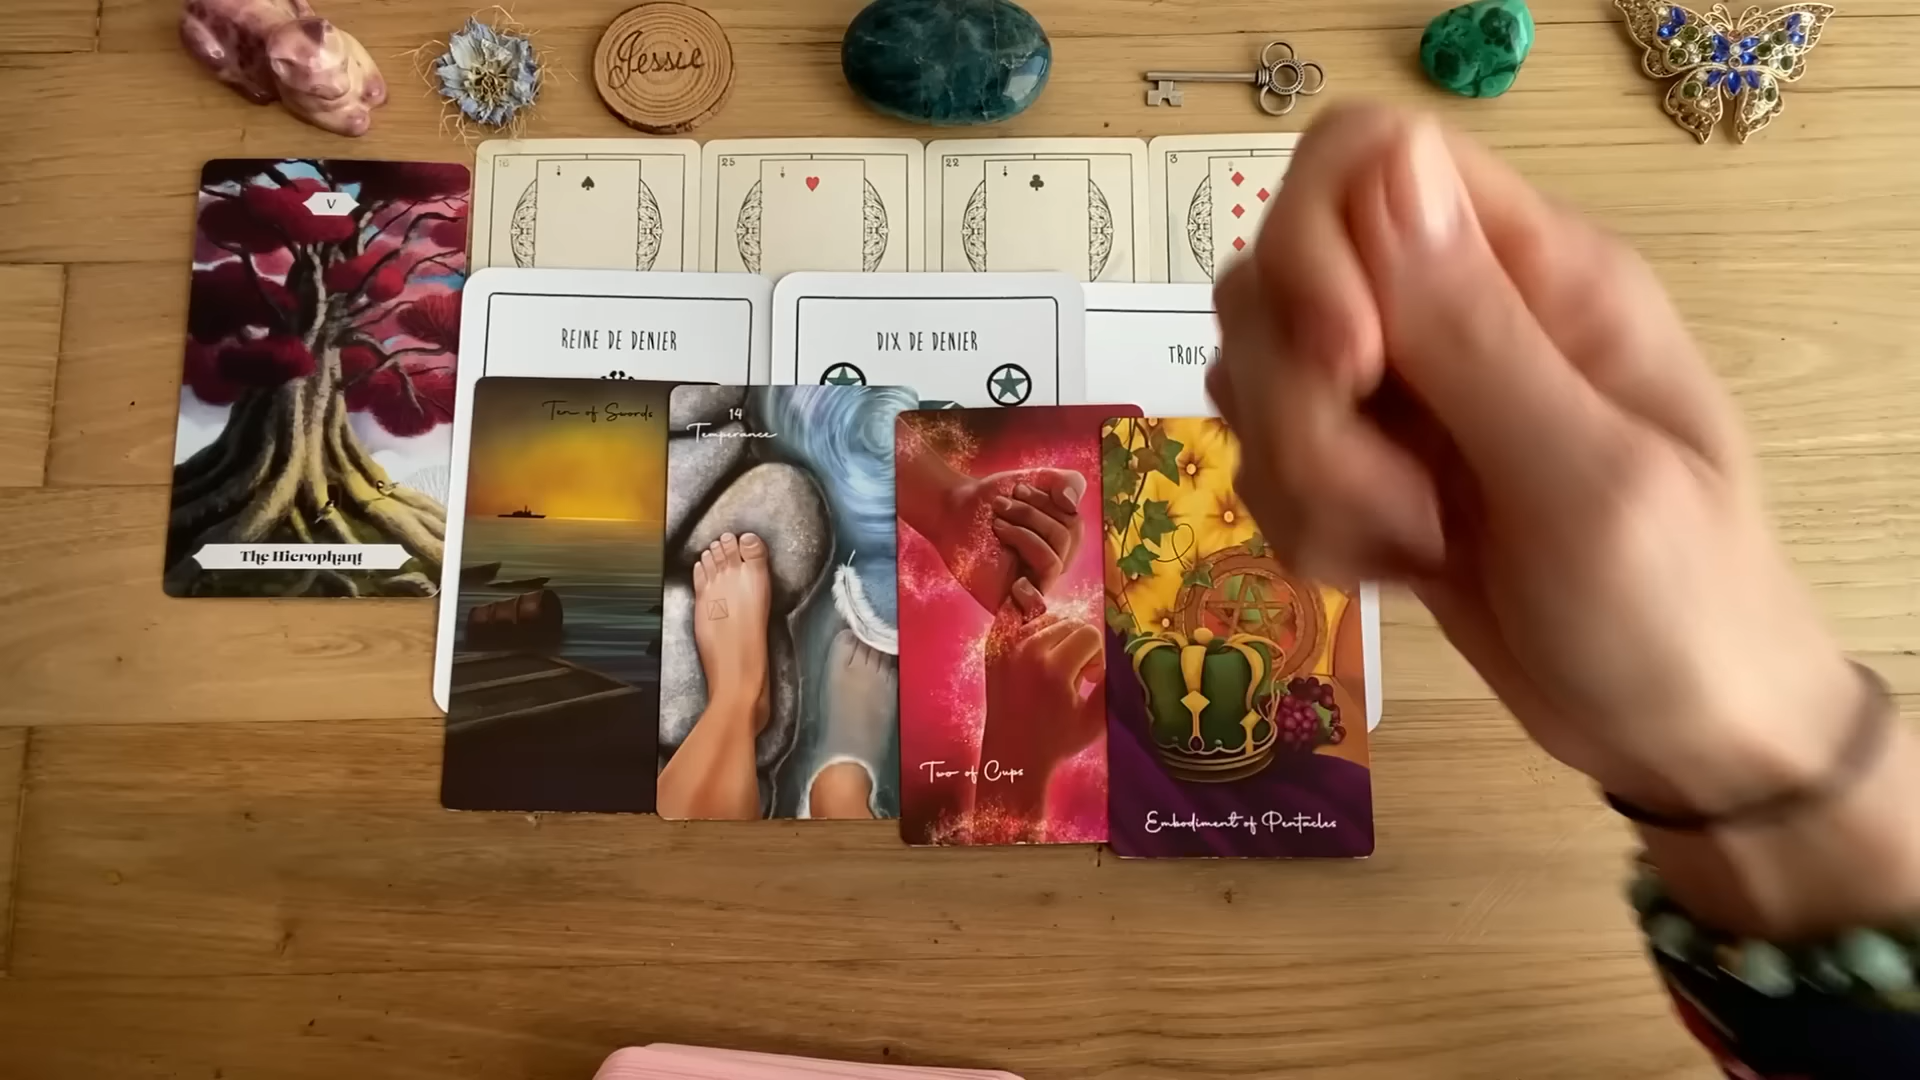 Jessie
16
25
22
3
V
REINE DE DENIER
DIX DE DENIER
TROIS
Ten of Swords
14
Temperance
The Hierophant
Two of Cups
Embodiment of Pentacles